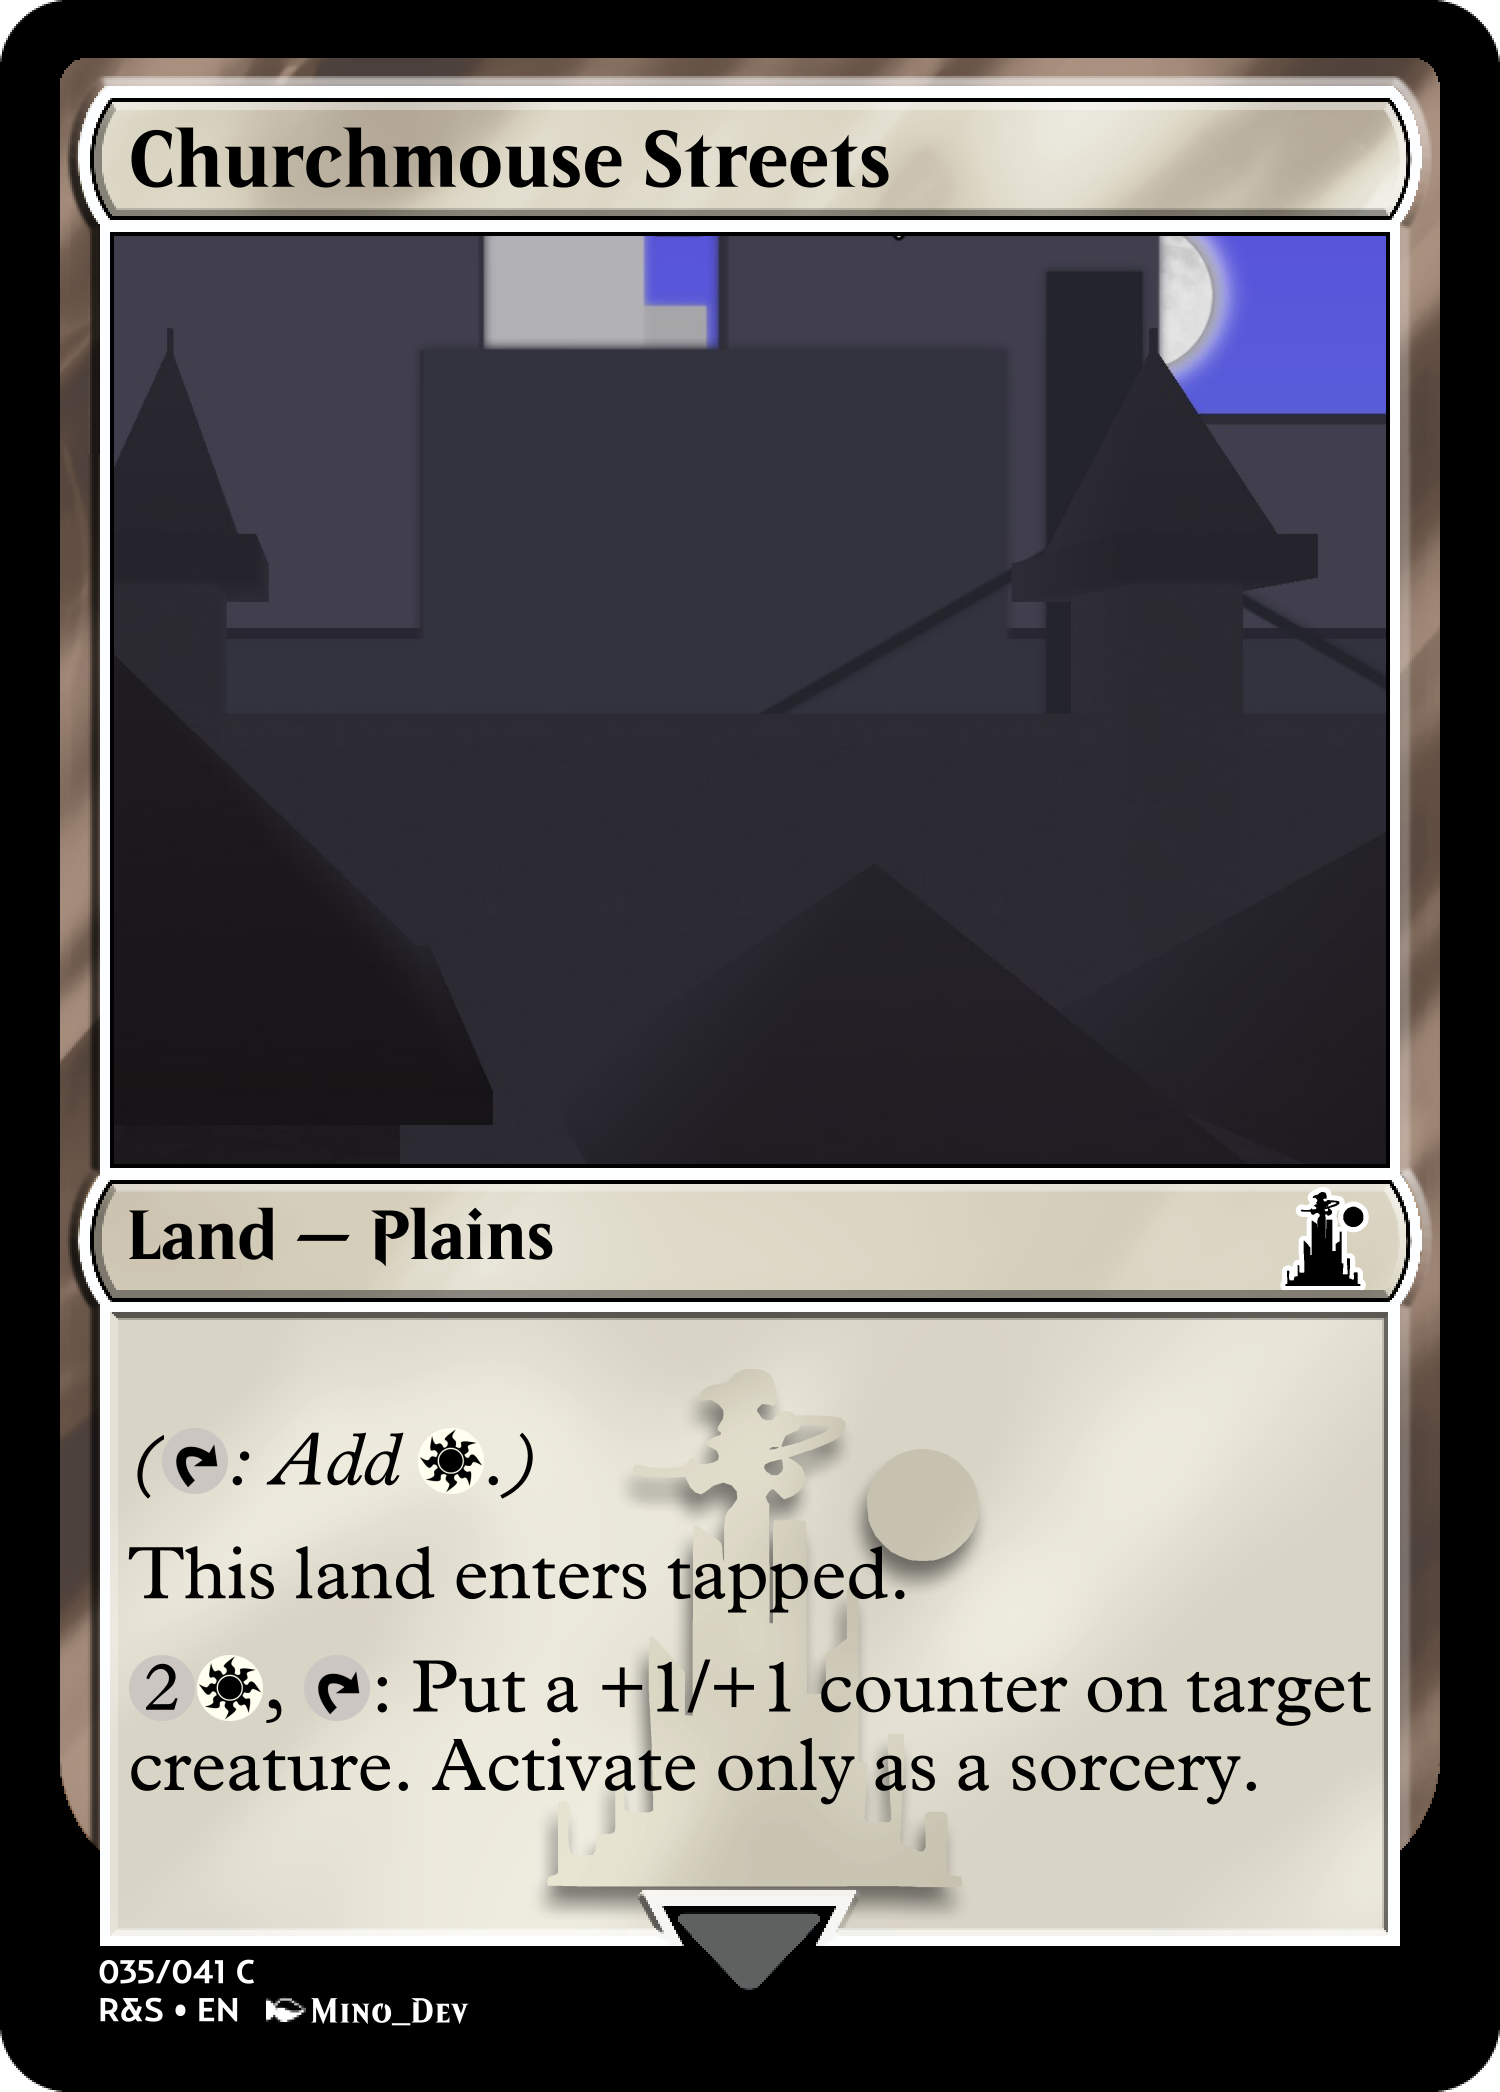 Churchmouse Streets
Land — Plains
(: Add .)
This land enters tapped.
2, : Put a +1/+1 counter on target
creature. Activate only as a sorcery.
035/041 C
R&S • EN Mino_Dev